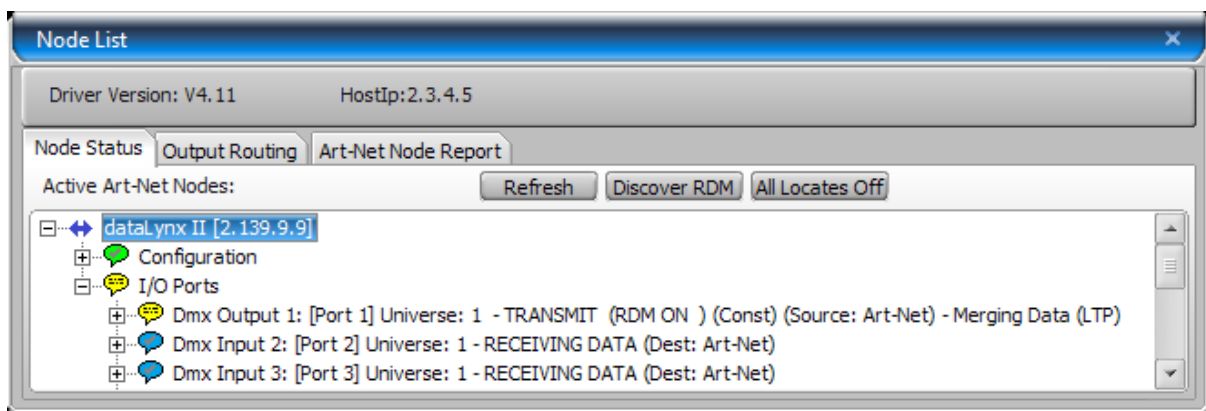 Node List
Driver Version: V4.11 HostIp:2.3.4.5
Node Status Output Routing Art-Net Node Report
Active Art-Net Nodes: Refresh Discover RDM All Locates Off
dataLynx II [2.139.9.9]
Configuration
I/O Ports
Dmx Output 1: [Port 1] Universe: 1 - TRANSMIT (RDM ON ) (Const) (Source: Art-Net) - Merging Data (LTP)
Dmx Input 2: [Port 2] Universe: 1 - RECEIVING DATA (Dest: Art-Net)
Dmx Input 3: [Port 3] Universe: 1 - RECEIVING DATA (Dest: Art-Net)